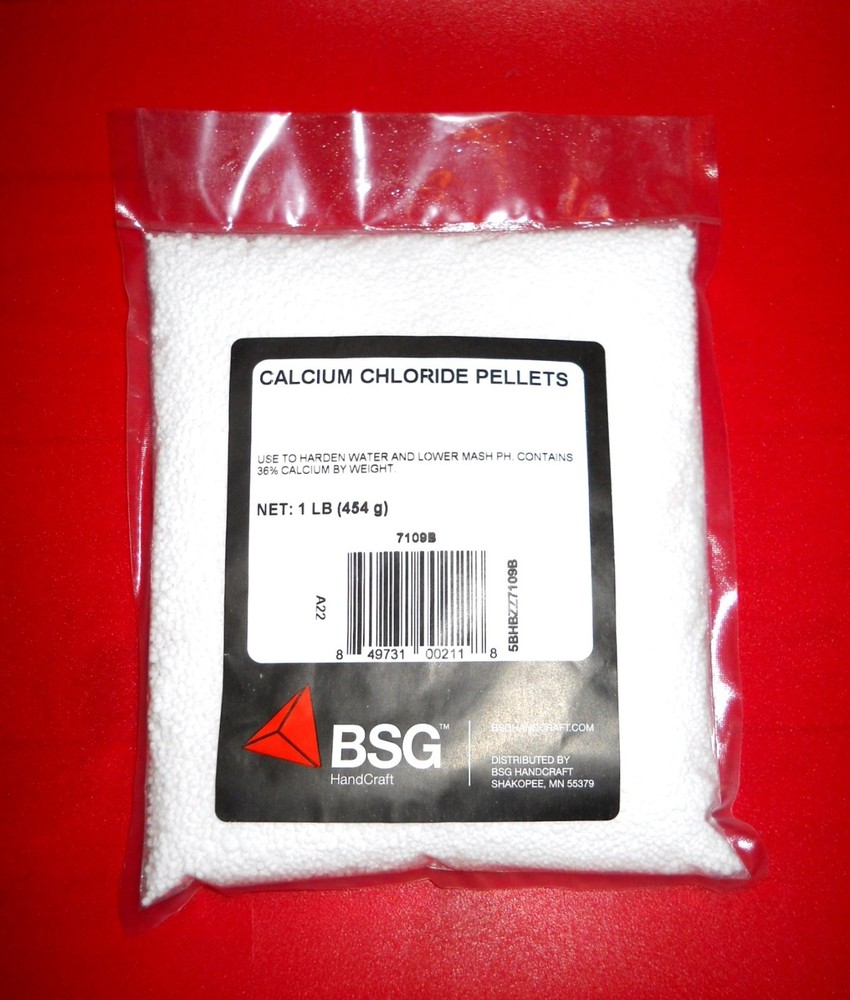 CALCIUM CHLORIDE PELLETS
USE TO HARDEN WATER AND LOWER MASH PH. CONTAINS
36% CALCIUM BY WEIGHT.
NET: 1 LB (454 g)
7109B
A22
5BHBZZ7109B
8 49731 00211 8
BSG™
HandCraft
BSGHANDCRAFT.COM
DISTRIBUTED BY
BSG HANDCRAFT
SHAKOPEE, MN 55379